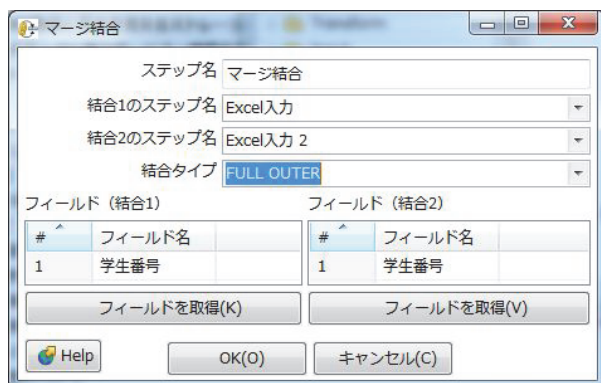 マージ結合
ステップ名 マージ結合
結合1のステップ名 Excel入力
結合2のステップ名 Excel入力 2
結合タイプ FULL OUTER
フィールド（結合1） フィールド（結合2）
# フィールド名 # フィールド名
1 学生番号 1 学生番号
フィールドを取得(K) フィールドを取得(V)
Help OK(O) キャンセル(C)